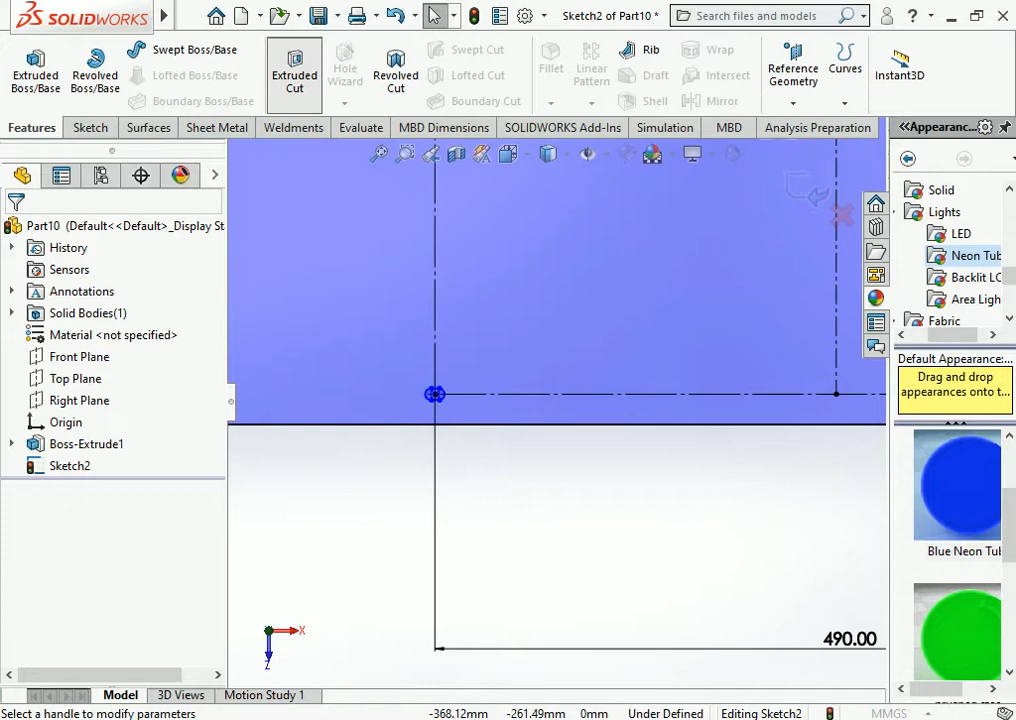 SOLIDWORKS
Sketch2 of Part10 *
Search files and models
Extruded Boss/Base
Revolved Boss/Base
Swept Boss/Base
Lofted Boss/Base
Boundary Boss/Base
Extruded Cut
Hole Wizard
Revolved Cut
Swept Cut
Lofted Cut
Boundary Cut
Fillet
Linear Pattern
Rib
Draft
Shell
Wrap
Intersect
Mirror
Reference Geometry
Curves
Instant3D
Features
Sketch
Surfaces
Sheet Metal
Weldments
Evaluate
MBD Dimensions
SOLIDWORKS Add-Ins
Simulation
MBD
Analysis Preparation
«Appearanc...
Part10 (Default<<Default>_Display St
History
Sensors
Annotations
Solid Bodies(1)
Material <not specified>
Front Plane
Top Plane
Right Plane
Origin
Boss-Extrude1
Sketch2
490.00
X
Z
Solid
Lights
LED
Neon Tub
Backlit LC
Area Ligh
Fabric
Default Appearance:...
Drag and drop
appearances onto t...
Blue Neon Tub
Model
3D Views
Motion Study 1
Select a handle to modify parameters
-368.12mm
-261.49mm
0mm
Under Defined
Editing Sketch2
MMGS